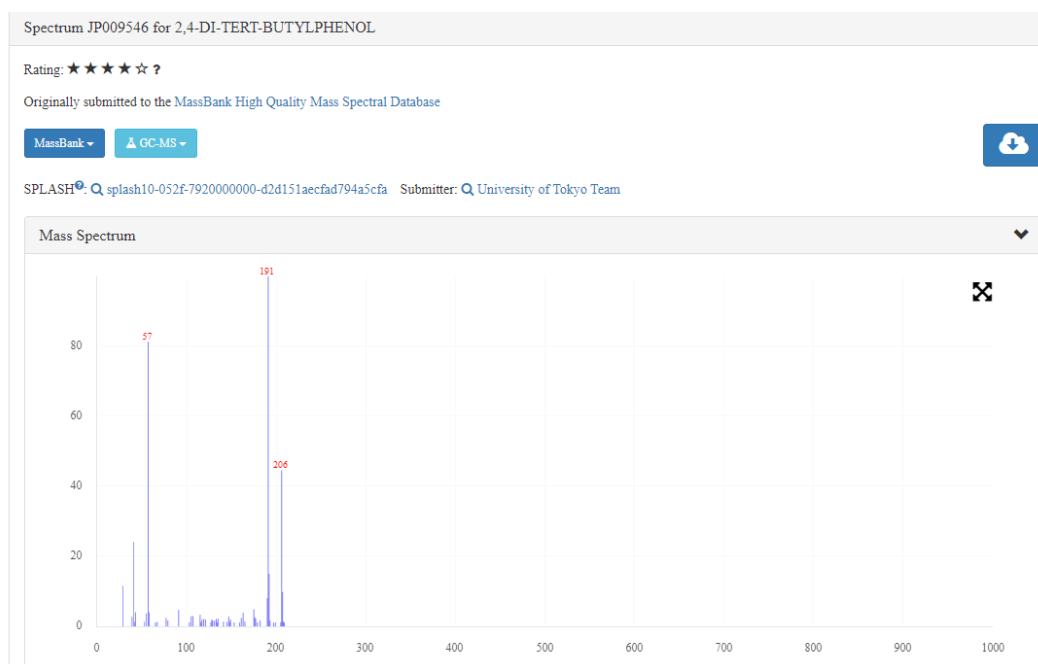 Spectrum JP009546 for 2,4-DI-TERT-BUTYLPHENOL
Rating: ★ ★ ★ ★ ☆ ?
Originally submitted to the MassBank High Quality Mass Spectral Database
MassBank GC-MS
SPLASH?: splash10-052f-7920000000-d2d151aecfad794a5cfa Submitter: University of Tokyo Team
Mass Spectrum
191
57
80
60
206
40
20
0
0 100 200 300 400 500 600 700 800 900 1000